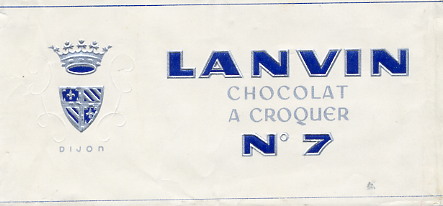 DIJON
LANVIN
CHOCOLAT
A CROQUER
N° 7